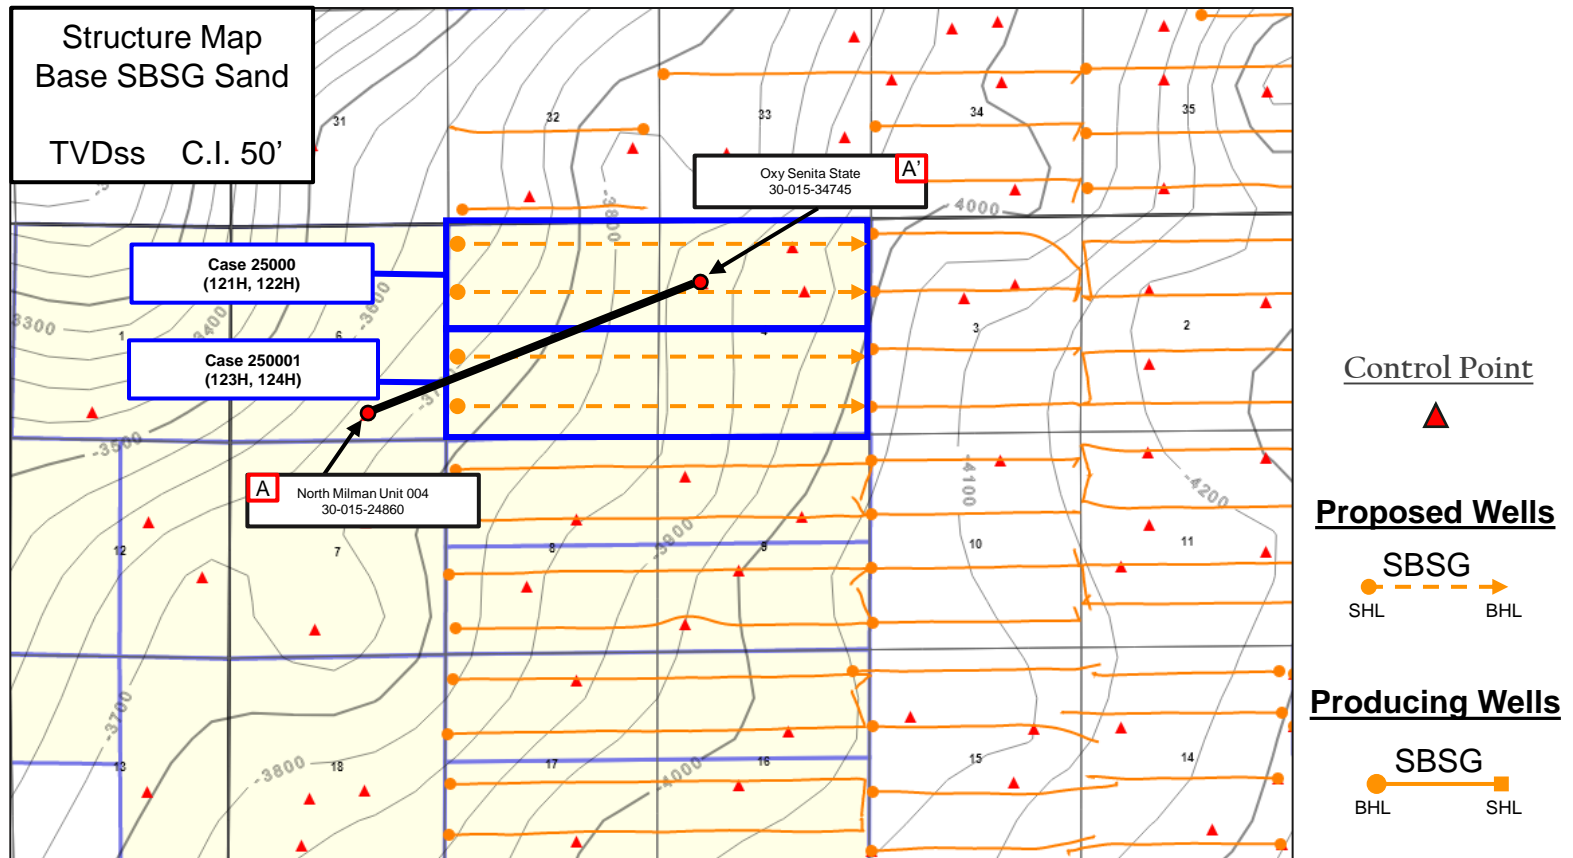 Structure Map
Base SBSG Sand
TVDss C.I. 50'
31
32
33
34
35
Oxy Senita State
30-015-34745
A'
-3800
4000
Case 25000
(121H, 122H)
3300
-3400
-3600
1
6
4
3
2
Case 250001
(123H, 124H)
-3500
A
North Milman Unit 004
30-015-24860
-4100
-4200
12
7
8
9
10
11
-3900
-3700
-3800
13
18
17
16
15
14
-4000
Control Point
Proposed Wells
SBSG
SHL BHL
Producing Wells
SBSG
BHL SHL